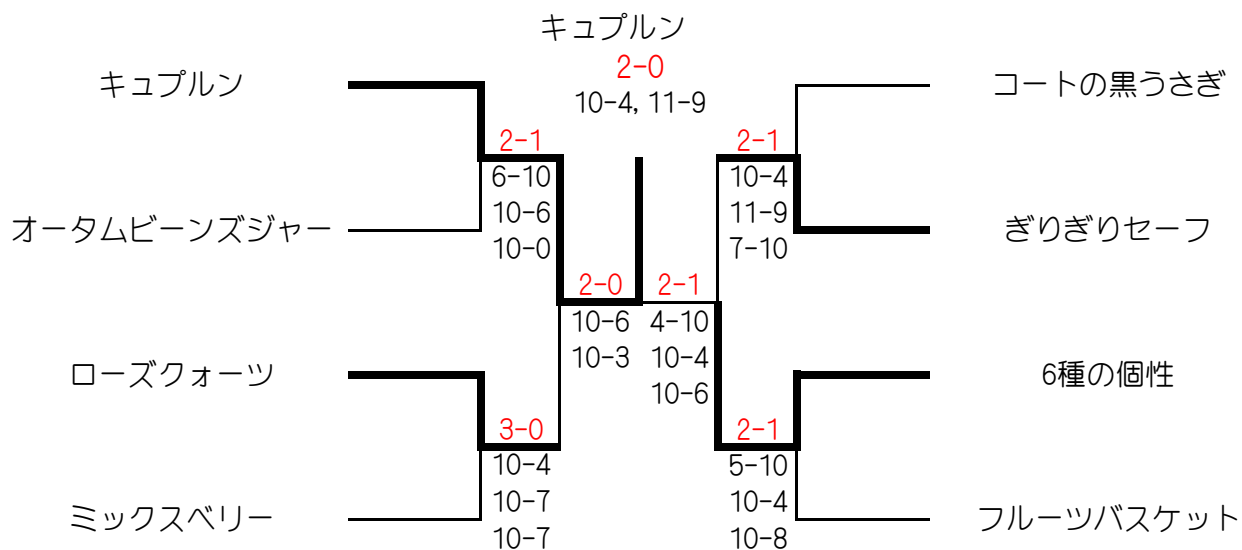 キュプルン
2-0
10-4, 11-9
キュプルン
コートの黒うさぎ
2-1
6-10
10-6
10-0
2-1
10-4
11-9
7-10
オータムビーンズジャー
ぎりぎりセーフ
2-0
10-6
10-3
2-1
4-10
10-4
10-6
ローズクォーツ
6種の個性
3-0
10-4
10-7
10-7
2-1
5-10
10-4
10-8
ミックスベリー
フルーツバスケット